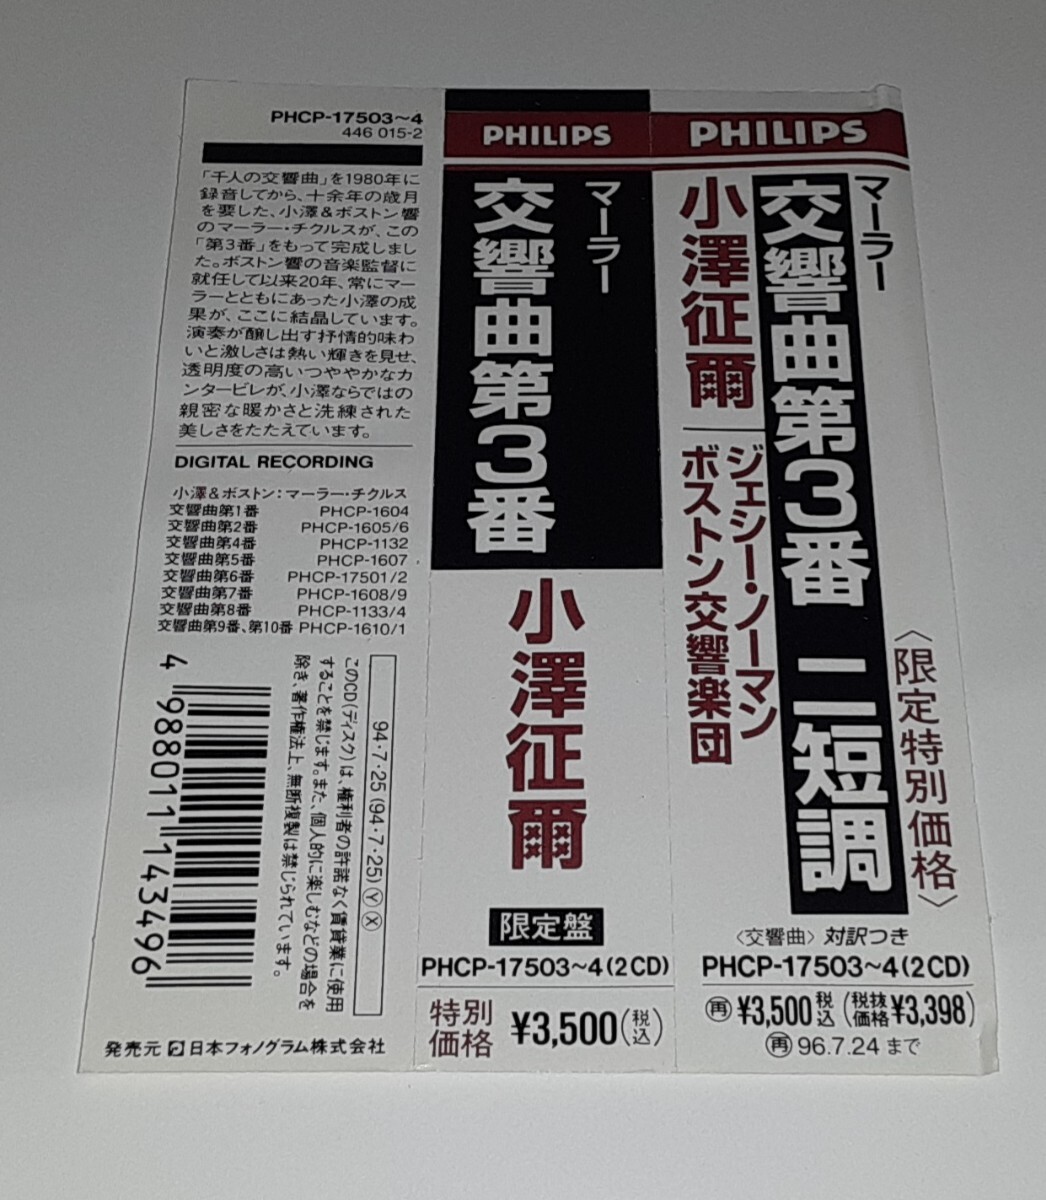 PHCP-17503~4
446 015-2
「千人の交響曲」を1980年に
録音してから、十余年の歳月
を要した、小澤&ボストン響
のマーラー・チクルスが、この
「第3番」をもって完成しまし
た。ボストン響の音楽監督に
就任して以来20年、常にマー
ラーとともにあった小澤の成
果が、ここに結晶しています。
演奏が醸し出す抒情的味わ
いと激しさは熱い輝きを見せ、
透明度の高いつややかなカ
ンタービレが、小澤ならではの
親密な暖かさと洗練された
美しさをたたえています。
DIGITAL RECORDING
小澤&ボストン:マーラー・チクルス
交響曲第1番 PHCP-1604
交響曲第2番 PHCP-1605/6
交響曲第4番 PHCP-1132
交響曲第5番 PHCP-1607
交響曲第6番 PHCP-17501/2
交響曲第7番 PHCP-1608/9
交響曲第8番 PHCP-1133/4
交響曲第9番、第10番 PHCP-1610/1
94・7・25(94・7・25)ⓎⓍ
このCD(ディスク)は、権利者の許諾なく賃貸業に使用
することを禁じます。また、個人的に楽しむなどの場合を
除き、著作権法上、無断複製は禁じられています。
4 988011 143496
発売元 日本フォノグラム株式会社
PHILIPS
マーラー
交響曲第3番
小澤征爾
限定盤
PHCP-17503~4(2CD)
特別
価格
¥3,500(税込)
PHILIPS
マーラー
交響曲第3番 ニ短調
小澤征爾
ジェシー・ノーマン
ボストン交響楽団
〈限定特別価格〉
〈交響曲〉対訳つき
PHCP-17503~4(2CD)
㊢¥3,500税込(税抜価格¥3,398)
㊢96.7.24まで